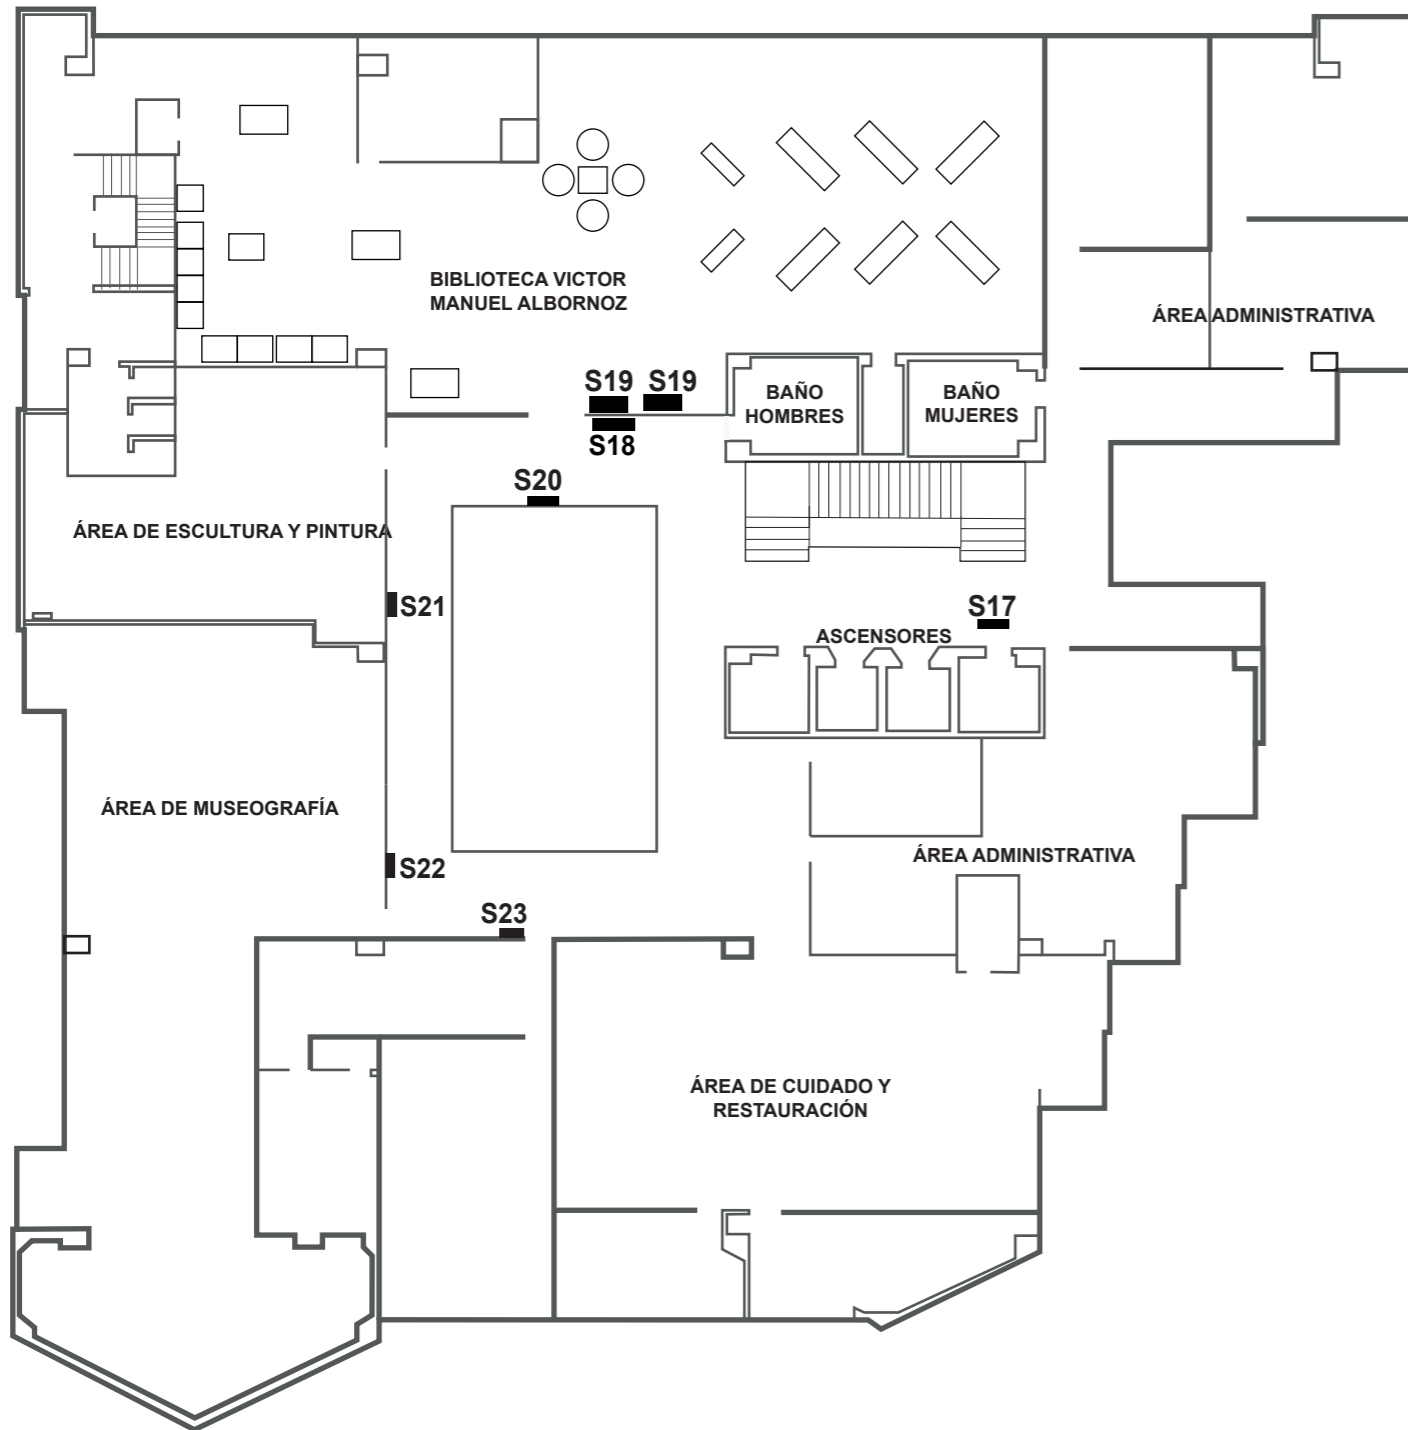 BIBLIOTECA VICTOR
MANUEL ALBORNOZ
ÁREA ADMINISTRATIVA
S19
S19
BAÑO
HOMBRES
BAÑO
MUJERES
S18
S20
ÁREA DE ESCULTURA Y PINTURA
S21
S17
ASCENSORES
ÁREA DE MUSEOGRAFÍA
S22
ÁREA ADMINISTRATIVA
S23
ÁREA DE CUIDADO Y
RESTAURACIÓN